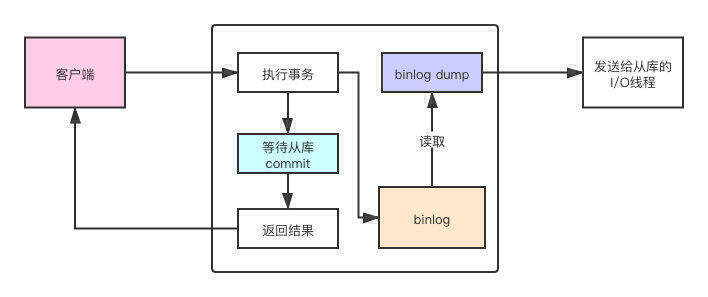 客户端
执行事务
binlog dump
发送给从库的
I/O线程
等待从库
commit
读取
返回结果
binlog